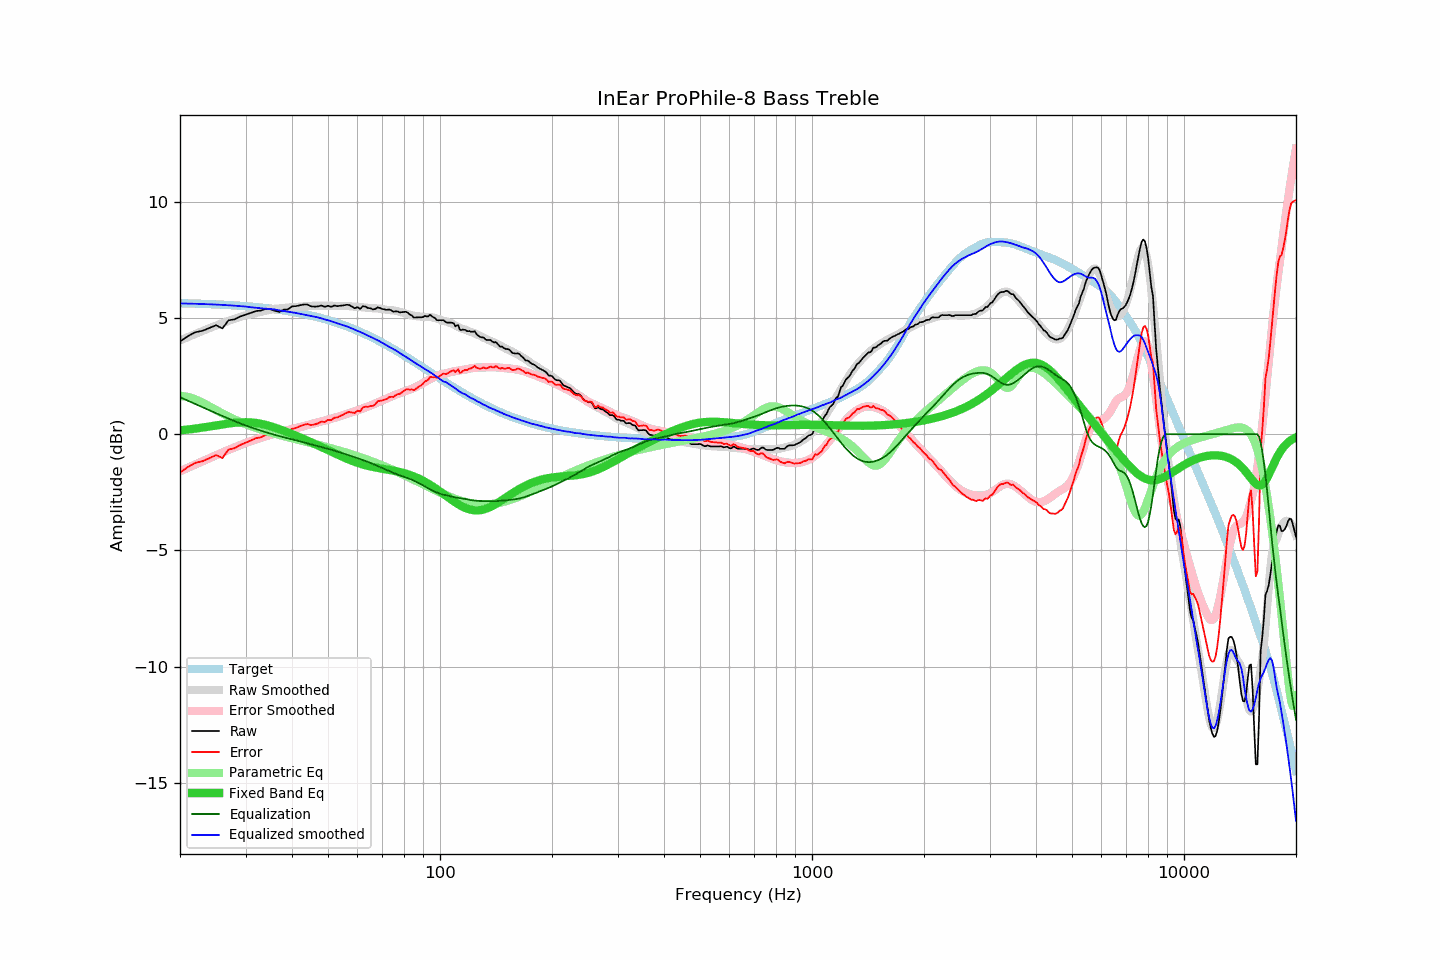 InEar ProPhile-8 Bass Treble
Amplitude (dBr)
10
5
0
−5
−10
−15
Target
Raw Smoothed
Error Smoothed
Raw
Error
Parametric Eq
Fixed Band Eq
Equalization
Equalized smoothed
100
1000
10000
Frequency (Hz)